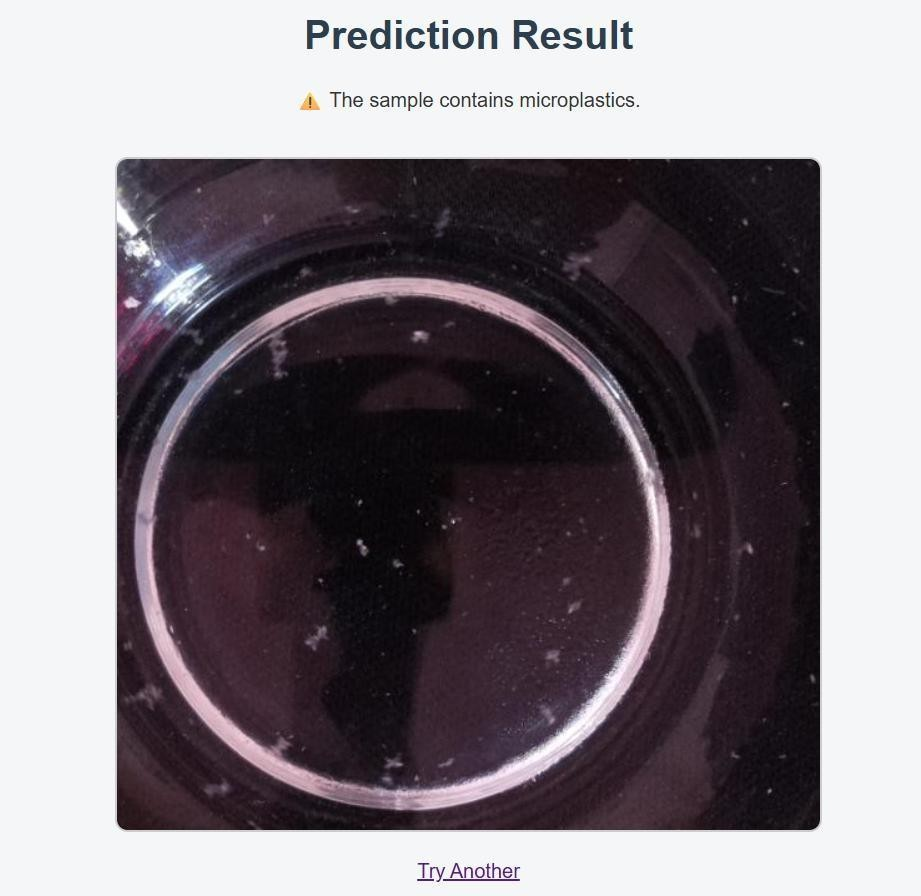 Prediction Result
⚠️ The sample contains microplastics.
Try Another